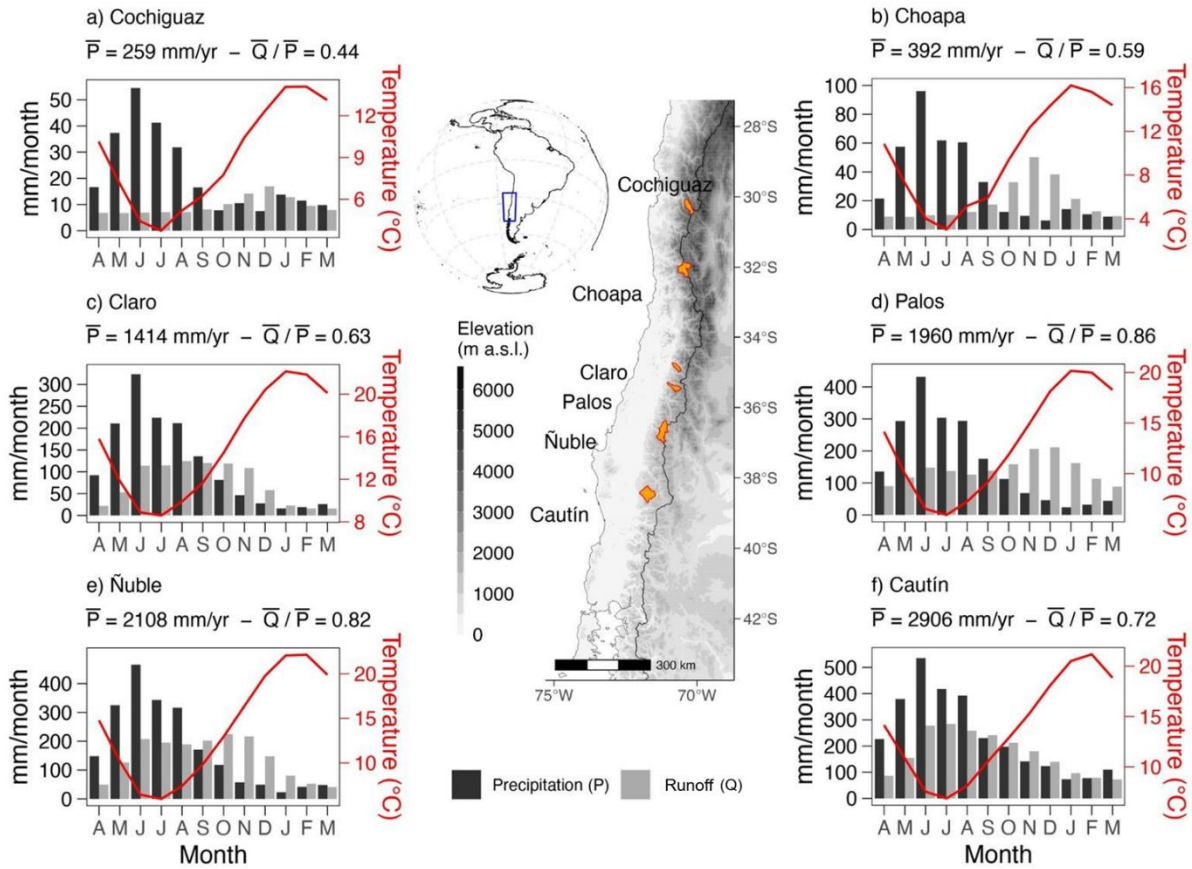 a) Cochiguaz
P̅ = 259 mm/yr – Q̅ / P̅ = 0.44
mm/month
50
40
30
20
10
0
Temperature (°C)
12
9
6
A M J J A S O N D J F M
b) Choapa
P̅ = 392 mm/yr – Q̅ / P̅ = 0.59
mm/month
100
80
60
40
20
0
Temperature (°C)
16
12
8
4
A M J J A S O N D J F M
c) Claro
P̅ = 1414 mm/yr – Q̅ / P̅ = 0.63
mm/month
300
250
200
150
100
50
0
Temperature (°C)
20
16
12
8
A M J J A S O N D J F M
d) Palos
P̅ = 1960 mm/yr – Q̅ / P̅ = 0.86
mm/month
400
300
200
100
0
Temperature (°C)
20
15
10
A M J J A S O N D J F M
e) Ñuble
P̅ = 2108 mm/yr – Q̅ / P̅ = 0.82
mm/month
400
300
200
100
0
Temperature (°C)
20
15
10
A M J J A S O N D J F M
Month
f) Cautín
P̅ = 2906 mm/yr – Q̅ / P̅ = 0.72
mm/month
500
400
300
200
100
0
Temperature (°C)
20
15
10
A M J J A S O N D J F M
Month
Cochiguaz
Choapa
Claro
Palos
Ñuble
Cautín
Elevation
(m a.s.l.)
6000
5000
4000
3000
2000
1000
0
28°S
30°S
32°S
34°S
36°S
38°S
40°S
42°S
300 km
75°W
70°W
Precipitation (P)
Runoff (Q)